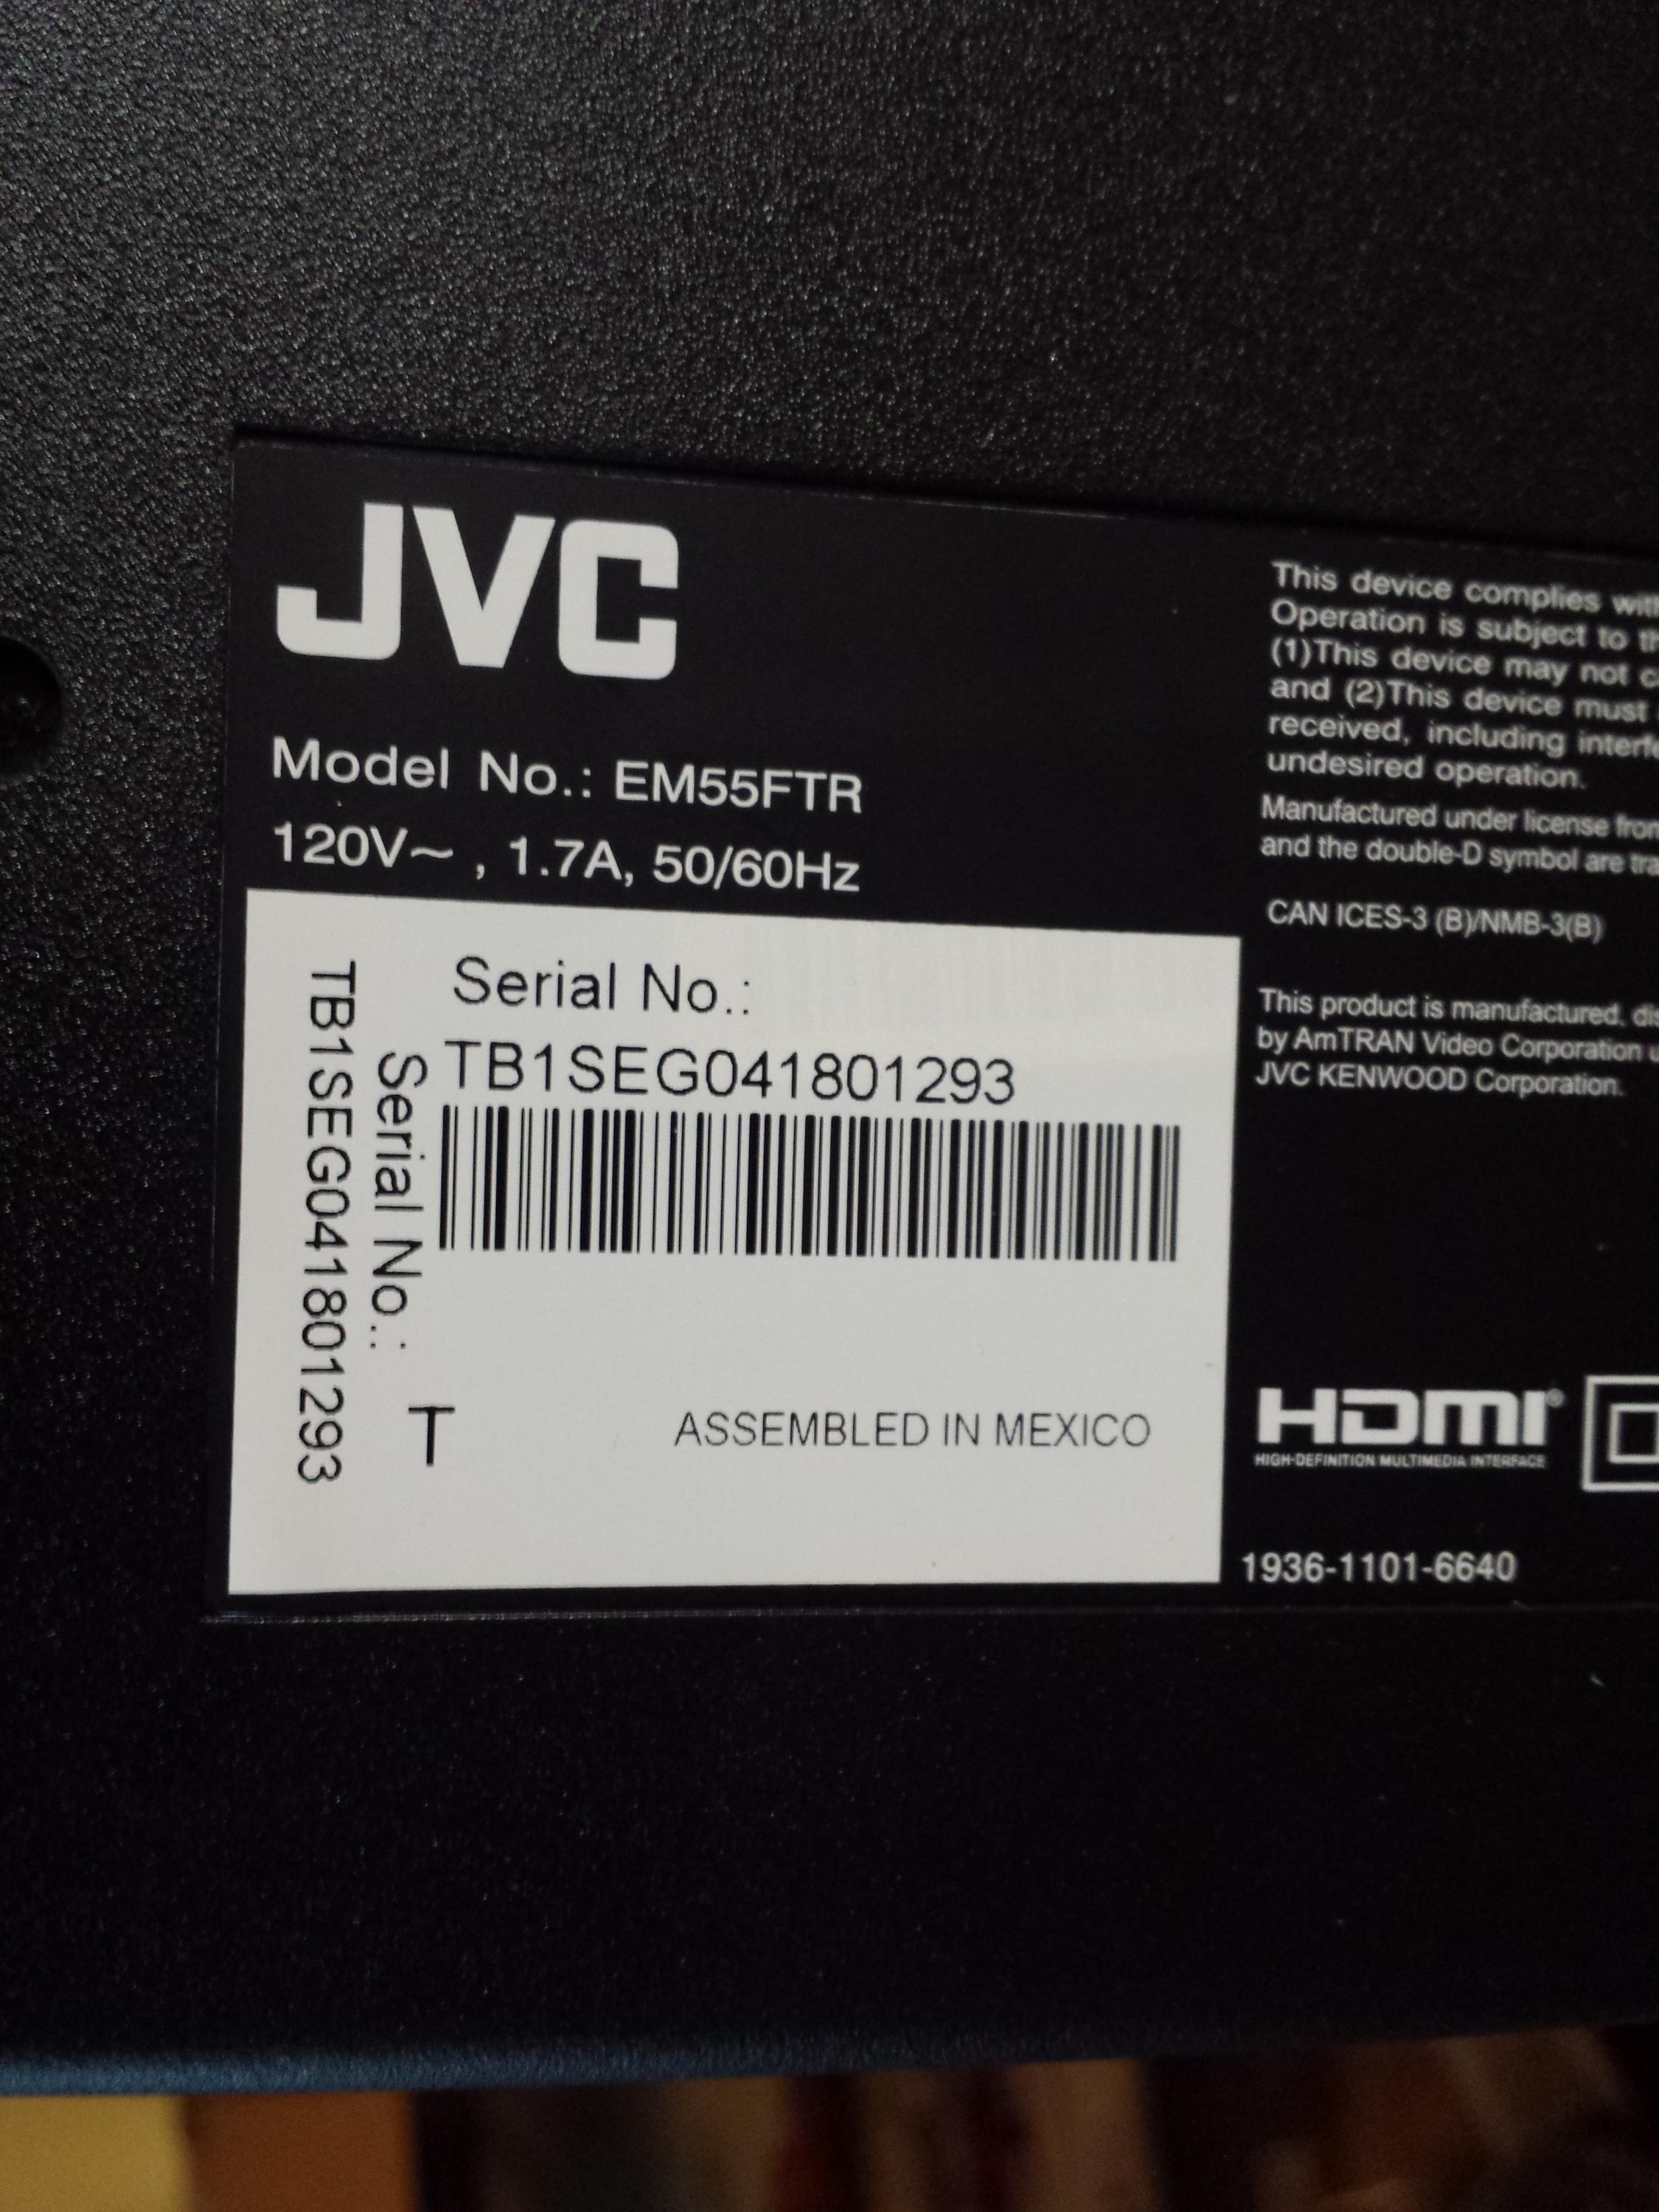 JVC
Model No.: EM55FTR
120V~ , 1.7A, 50/60Hz
Serial No.:
TB1SEG041801293
Serial No.:
TB1SEG041801293
T
ASSEMBLED IN MEXICO
This device complies with
Operation is subject to
(1)This device may not
and (2)This device must
received, including
undesired operation.
Manufactured under license from
and the double-D symbol are
CAN ICES-3 (B)/NMB-3(B)
This product is manufactured,
by AmTRAN Video Corporation
JVC KENWOOD Corporation.
HDMI®
HIGH-DEFINITION MULTIMEDIA INTERFACE
1936-1101-6640